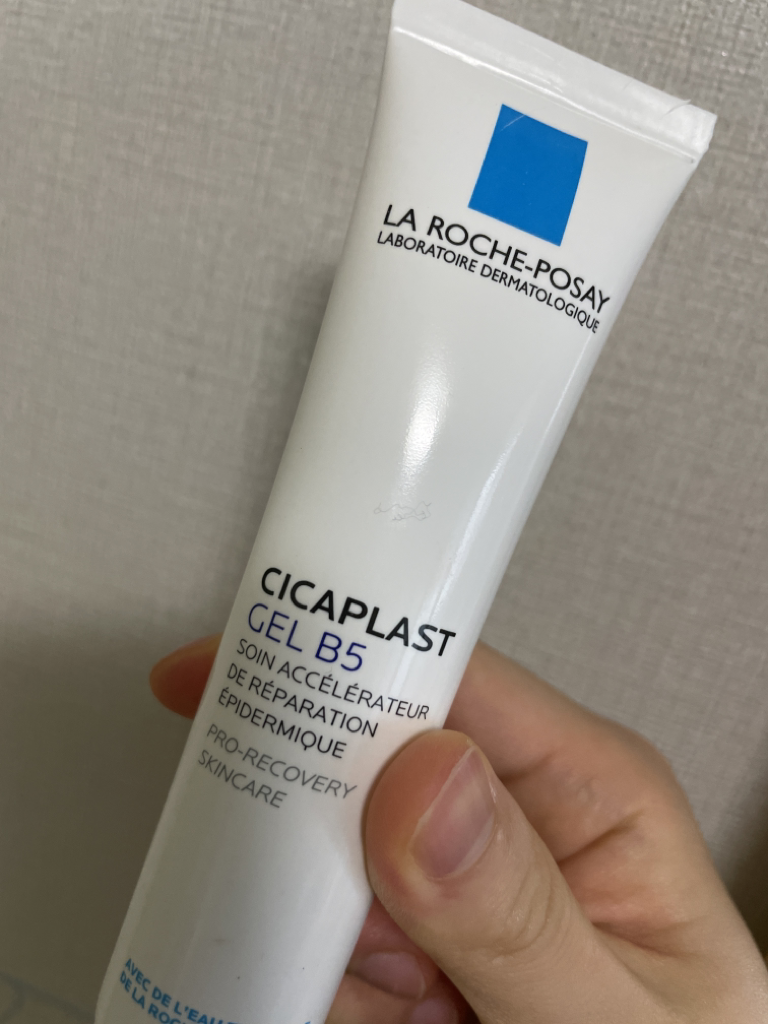 LA ROCHE-POSAY
LABORATOIRE DERMATOLOGIQUE
CICAPLAST
GEL B5
SOIN ACCÉLÉRATEUR
DE RÉPARATION
ÉPIDERMIQUE
PRO-RECOVERY
SKINCARE
AVEC DE L'EAU
DE LA